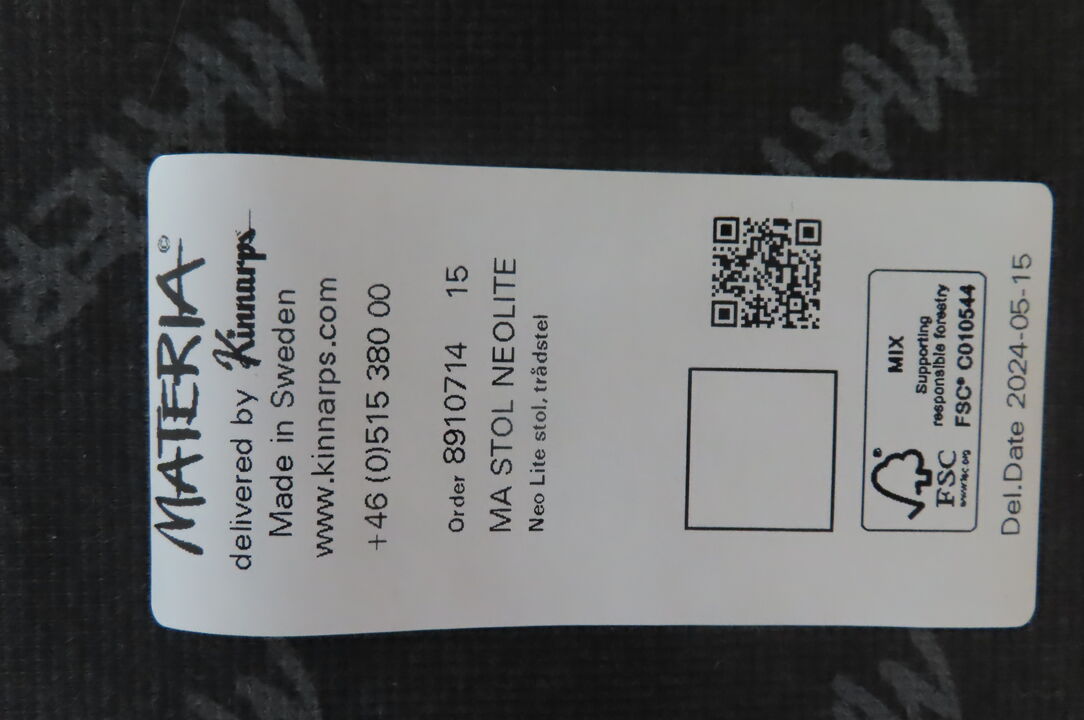 MATERIA©
delivered by Kinnarps
Made in Sweden
www.kinnarps.com
+46 (0)515 380 00
Order 8910714 15
MA STOL NEOLITE
Neo Lite stol, trådstel
FSC®
www.fsc.org
MIX
Supporting
responsible forestry
FSC® C010544
Del.Date 2024-05-15